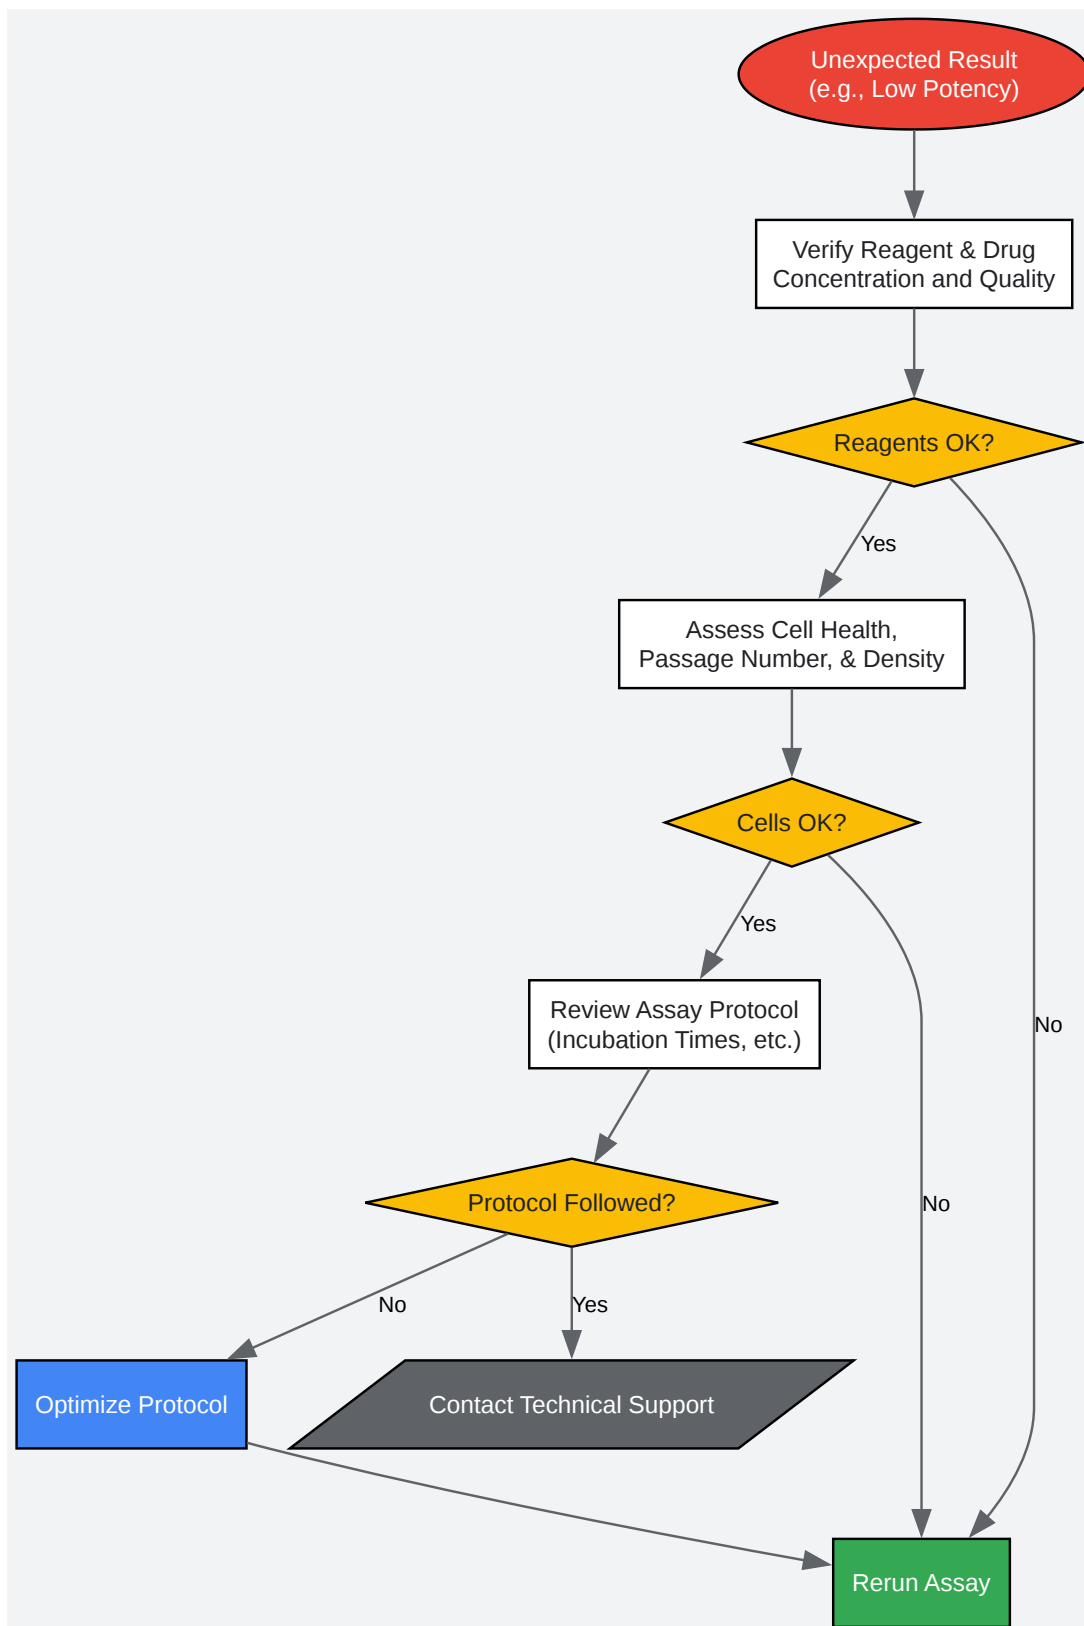 Unexpected Result
(e.g., Low Potency)
Verify Reagent & Drug
Concentration and Quality
Reagents OK?
Yes
Assess Cell Health,
Passage Number, & Density
Cells OK?
Yes
Review Assay Protocol
(Incubation Times, etc.)
No
Protocol Followed?
No
No
Yes
Optimize Protocol
Contact Technical Support
Rerun Assay